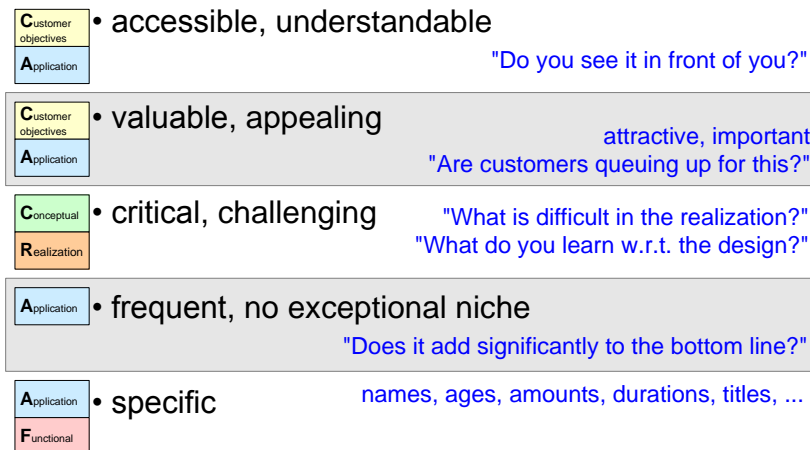 Customer
objectives
Application
• accessible, understandable
"Do you see it in front of you?"
Customer
objectives
Application
• valuable, appealing
attractive, important
"Are customers queuing up for this?"
Conceptual
Realization
• critical, challenging
"What is difficult in the realization?"
"What do you learn w.r.t. the design?"
Application
• frequent, no exceptional niche
"Does it add significantly to the bottom line?"
Application
Functional
• specific
names, ages, amounts, durations, titles, ...